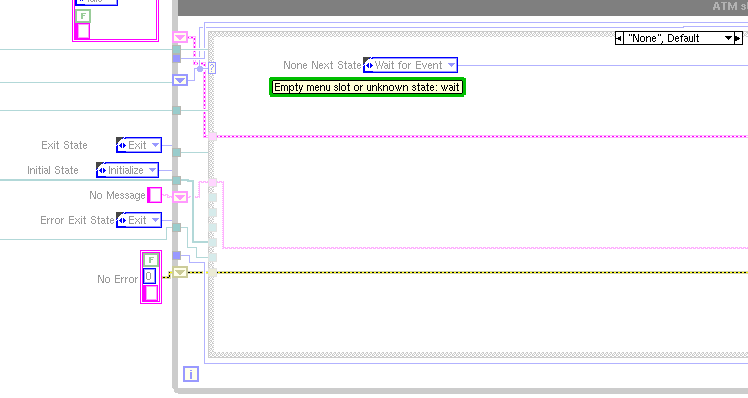 ATM s
F
"None", Default
?
None Next State
Wait for Event
Empty menu slot or unknown state: wait
Exit State
Exit
Initial State
Initialize
No Message
Error Exit State
Exit
No Error
F
0
i